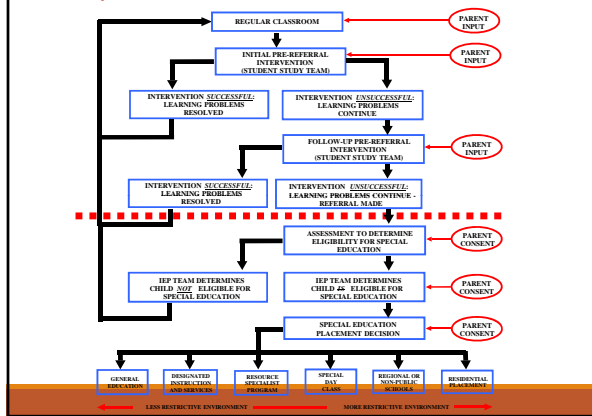 REGULAR CLASSROOM
PARENT
INPUT
INITIAL PRE-REFERRAL
INTERVENTION
(STUDENT STUDY TEAM)
PARENT
INPUT
INTERVENTION SUCCESSFUL:
LEARNING PROBLEMS
RESOLVED
INTERVENTION UNSUCCESSFUL:
LEARNING PROBLEMS
CONTINUE
FOLLOW-UP PRE-REFERRAL
INTERVENTION
(STUDENT STUDY TEAM)
PARENT
INPUT
INTERVENTION SUCCESSFUL:
LEARNING PROBLEMS
RESOLVED
INTERVENTION UNSUCCESSFUL:
LEARNING PROBLEMS CONTINUE -
REFERRAL MADE
ASSESSMENT TO DETERMINE
ELIGIBILITY FOR SPECIAL
EDUCATION
PARENT
CONSENT
IEP TEAM DETERMINES
CHILD NOT ELIGIBLE FOR
SPECIAL EDUCATION
IEP TEAM DETERMINES
CHILD IS ELIGIBLE FOR
SPECIAL EDUCATION
PARENT
CONSENT
SPECIAL EDUCATION
PLACEMENT DECISION
PARENT
CONSENT
GENERAL
EDUCATION
DESIGNATED
INSTRUCTION
AND SERVICES
RESOURCE
SPECIALIST
PROGRAM
SPECIAL
DAY
CLASS
REGIONAL OR
NON-PUBLIC
SCHOOLS
RESIDENTIAL
PLACEMENT
LESS RESTRICTIVE ENVIRONMENT
MORE RESTRICTIVE ENVIRONMENT